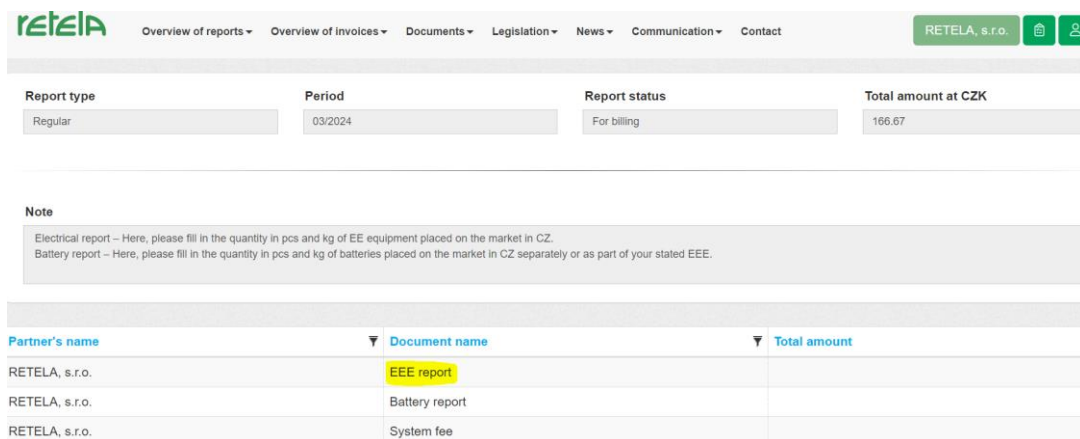 retela
Overview of reports Overview of invoices Documents Legislation News Communication Contact RETELA, s.r.o.
Report type Period Report status Total amount at CZK
Regular 03/2024 For billing 166.67
Note
Electrical report – Here, please fill in the quantity in pcs and kg of EE equipment placed on the market in CZ.
Battery report – Here, please fill in the quantity in pcs and kg of batteries placed on the market in CZ separately or as part of your stated EEE.
Partner's name Document name Total amount
RETELA, s.r.o. EEE report
RETELA, s.r.o. Battery report
RETELA, s.r.o. System fee